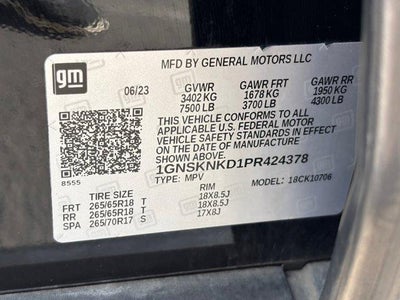 MFD BY GENERAL MOTORS LLC
gm
06/23 GVWR GAWR FRT GAWR RR
3402 KG 1678 KG 1950 KG
7500 LB 3700 LB 4300 LB
THIS VEHICLE CONFORMS TO ALL APPLICABLE U.S. FEDERAL MOTOR
VEHICLE SAFETY STANDARDS IN EFFECT ON THE DATE
OF MANUFACTURE SHOWN ABOVE.
1GNSKNKD1PR424378
8555
TYPE: MPV MODEL: 18CK10706
TIRE SIZE RIM
FRT 265/65R18 T 18X8.5J
RR 265/65R18 T 18X8.5J
SPA 265/70R17 S 17X8J